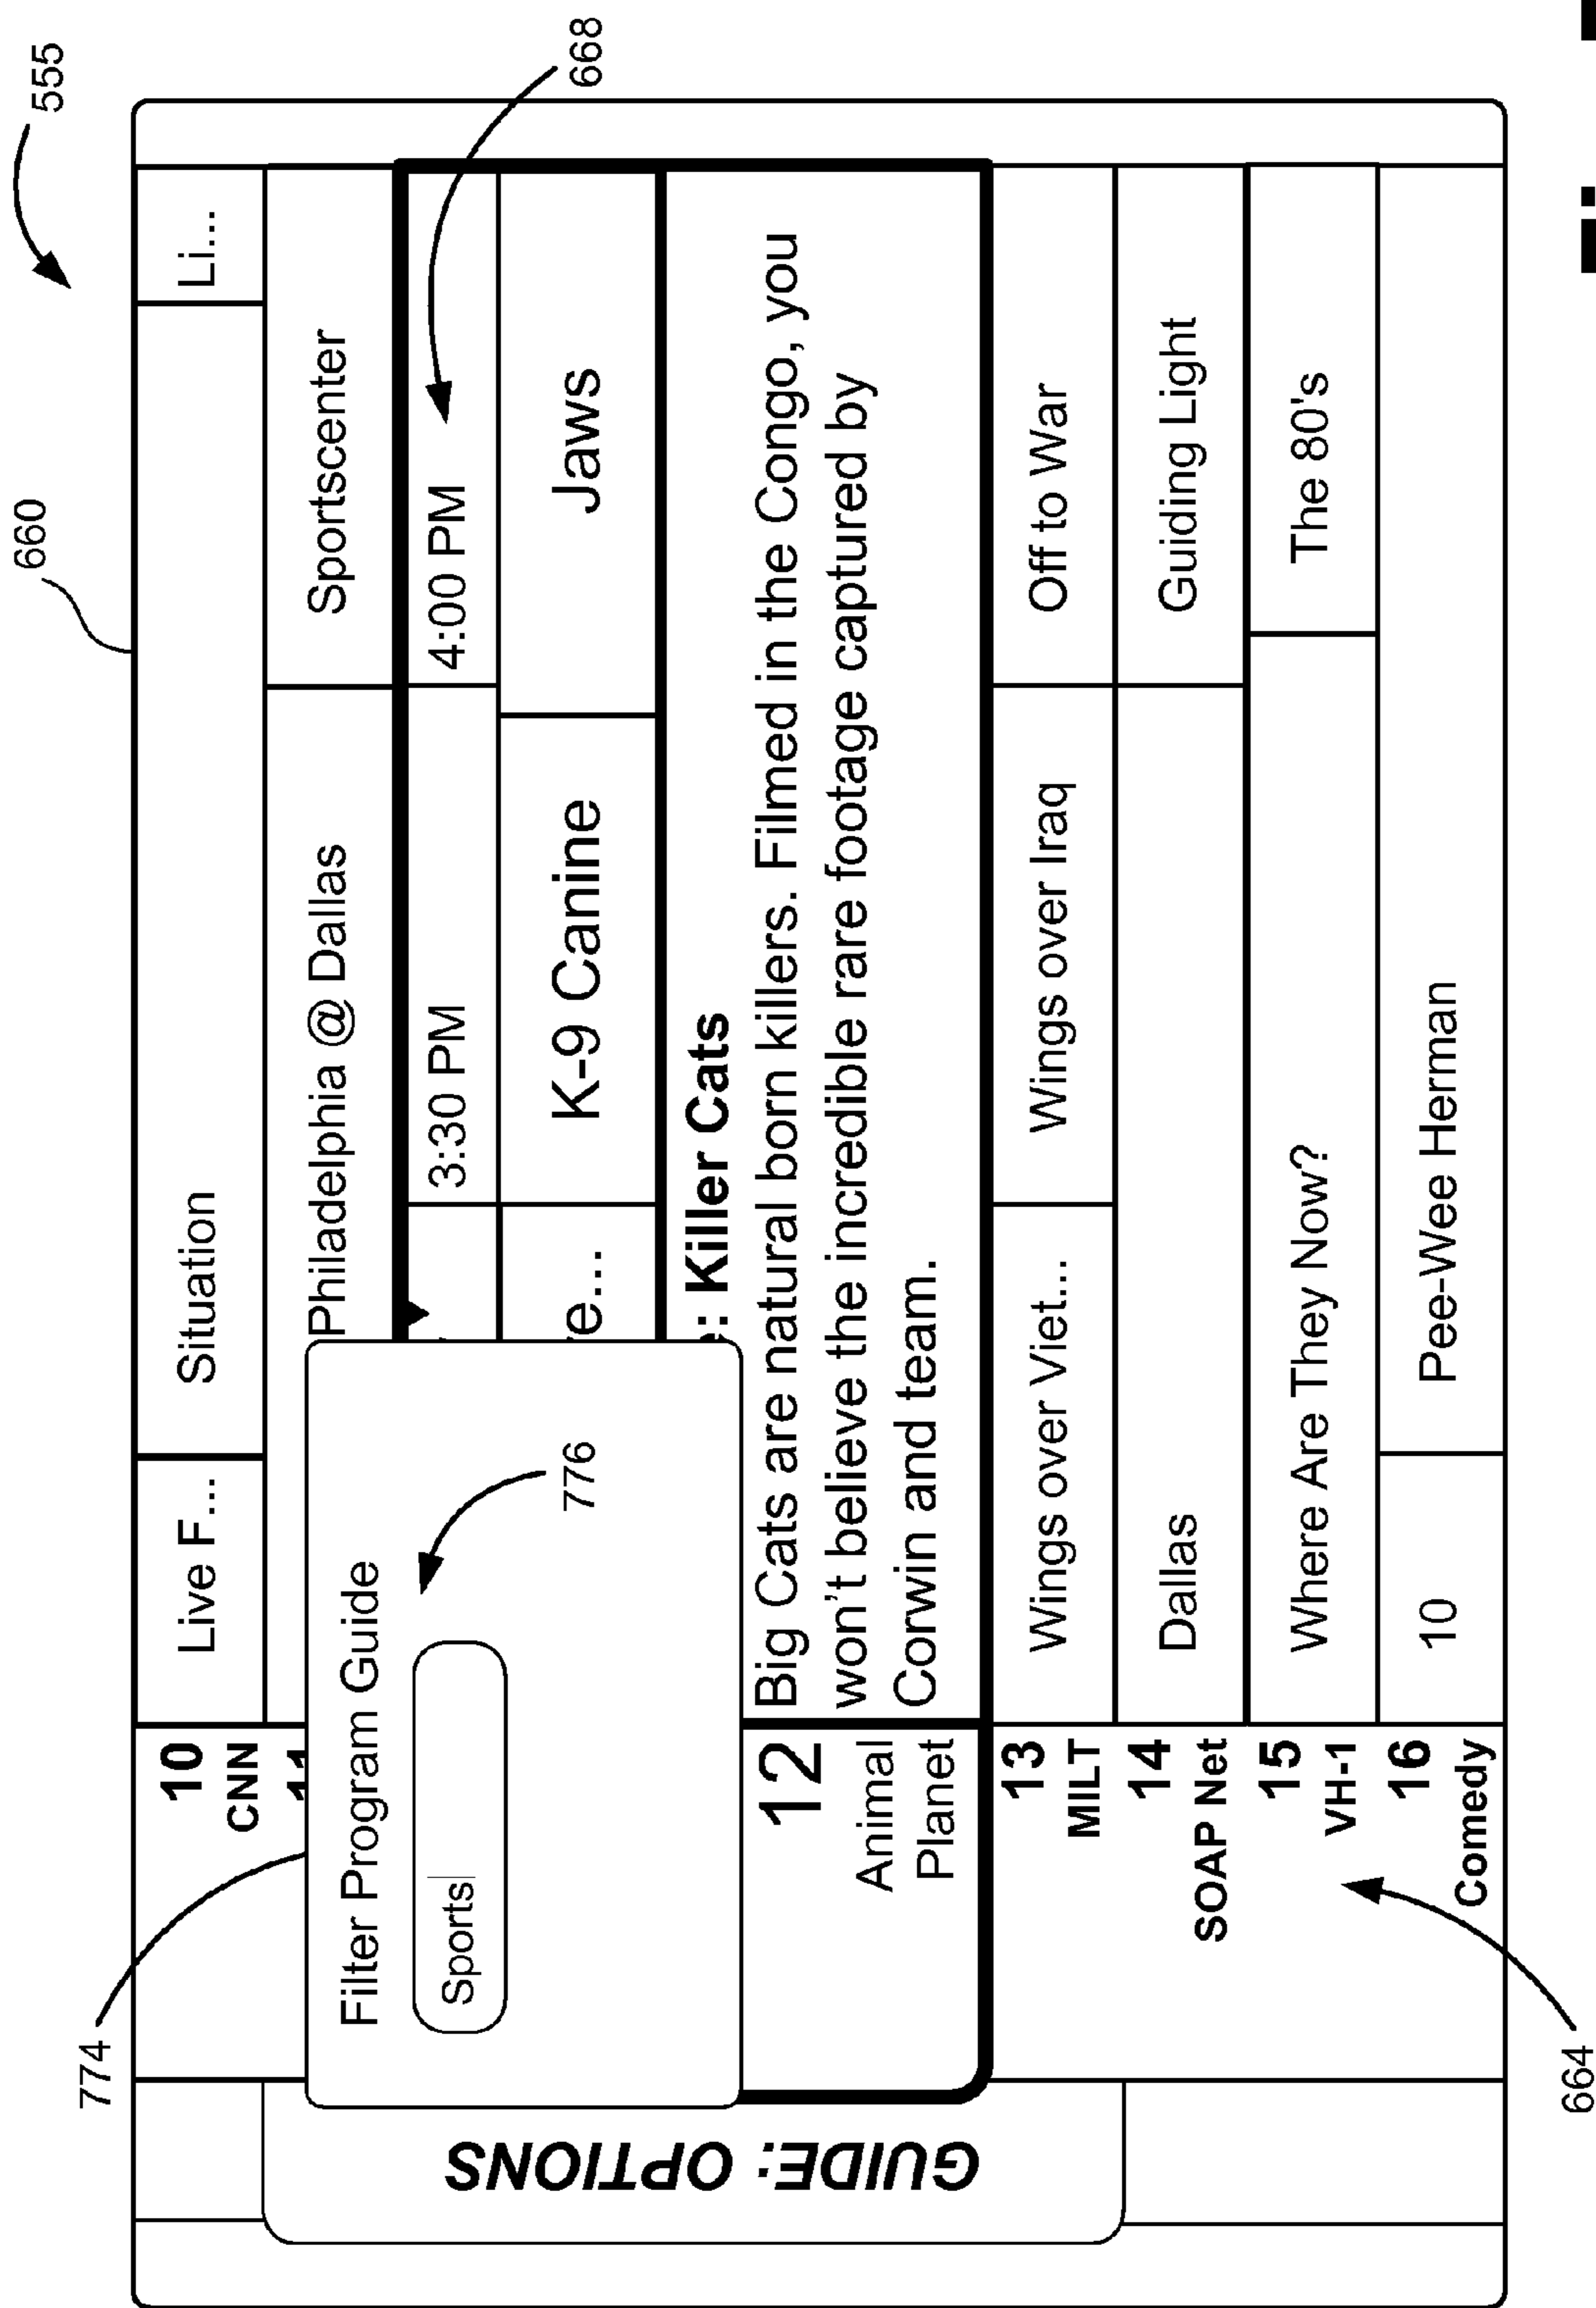 555
660
774
10
CNN
Live F...
Situation
Li...
Philadelphia @ Dallas
Sportscenter
Filter Program Guide
Sports
776
3:30 PM
4:00 PM
668
K-9 Canine
Jaws
: Killer Cats
12
Animal
Planet
Big Cats are natural born killers. Filmed in the Congo, you
won't believe the incredible rare footage captured by
Corwin and team.
GUIDE: OPTIONS
13
MILT
Wings over Viet...
Wings over Iraq
Off to War
14
SOAP Net
Dallas
Guiding Light
15
VH-1
Where Are They Now?
The 80's
16
Comedy
10
Pee-Wee Herman
664